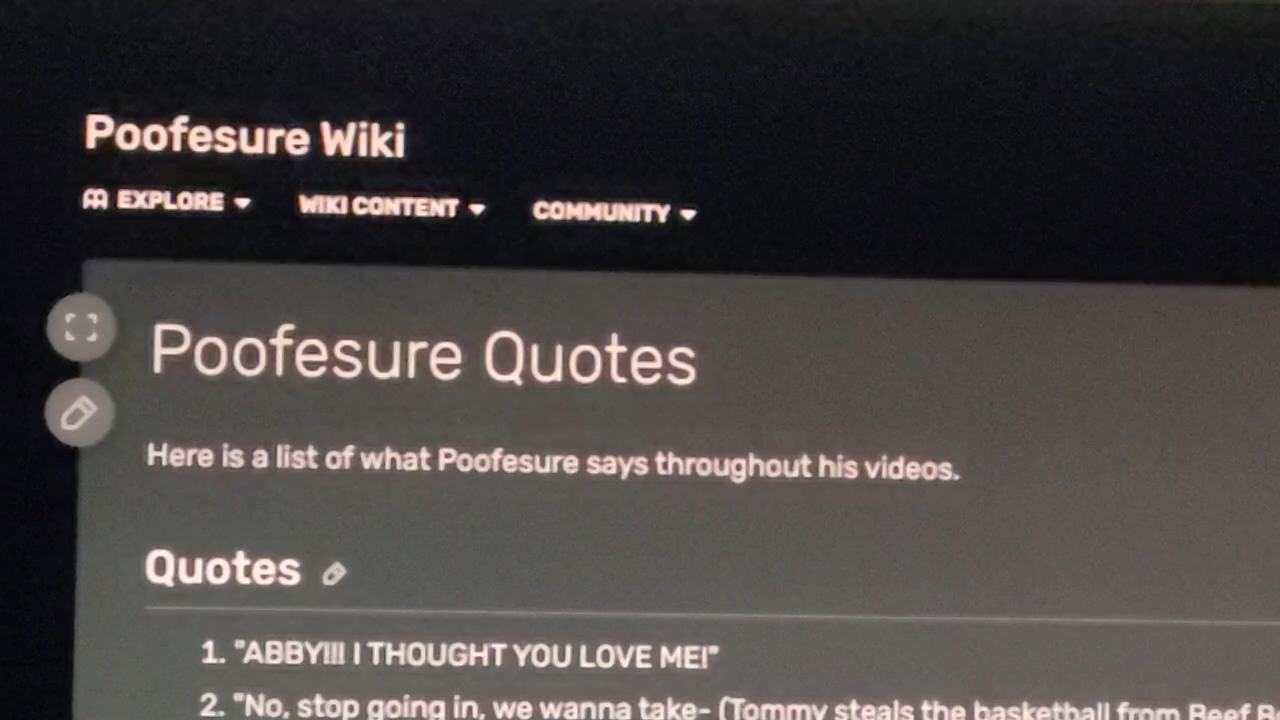 Poofesure Wiki
EXPLORE WIKI CONTENT COMMUNITY
Poofesure Quotes
Here is a list of what Poofesure says throughout his videos.
Quotes
1. "ABBY!!! I THOUGHT YOU LOVE ME!"
2. "No, stop going in, we wanna take- (Tommy steals the basketball from Beef